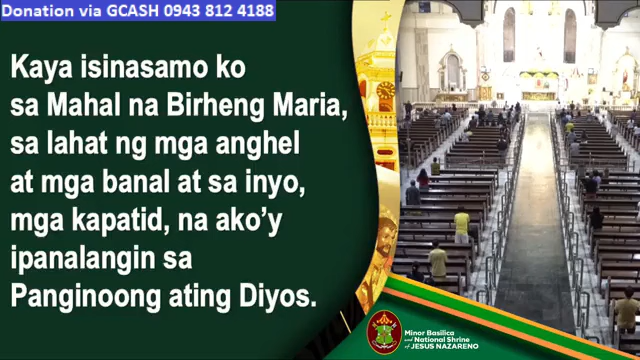 Donation via GCASH 0943 812 4188
Kaya isinasamo ko
sa Mahal na Birheng Maria,
sa lahat ng mga anghel
at mga banal at sa inyo,
mga kapatid, na ako'y
ipanalangin sa
Panginoong ating Diyos.
Minor Basilica
and National Shrine
of JESUS NAZARENO